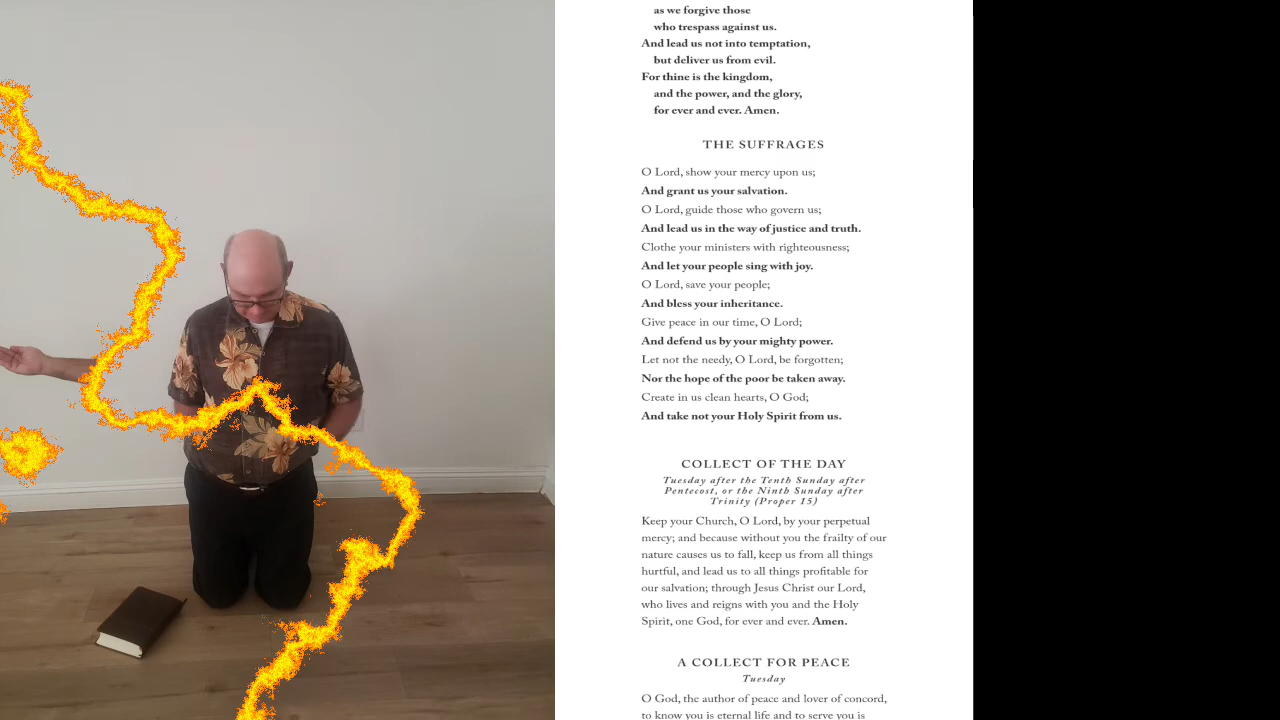 as we forgive those
who trespass against us.
And lead us not into temptation,
but deliver us from evil.
For thine is the kingdom,
and the power, and the glory,
for ever and ever. Amen.
THE SUFFRAGES
O Lord, show your mercy upon us;
And grant us your salvation.
O Lord, guide those who govern us;
And lead us in the way of justice and truth.
Clothe your ministers with righteousness;
And let your people sing with joy.
O Lord, save your people;
And bless your inheritance.
Give peace in our time, O Lord;
And defend us by your mighty power.
Let not the needy, O Lord, be forgotten;
Nor the hope of the poor be taken away.
Create in us clean hearts, O God;
And take not your Holy Spirit from us.
COLLECT OF THE DAY
Tuesday after the Tenth Sunday after
Pentecost, or the Ninth Sunday after
Trinity (Proper 15)
Keep your Church, O Lord, by your perpetual
mercy; and because without you the frailty of our
nature causes us to fall, keep us from all things
hurtful, and lead us to all things profitable for
our salvation; through Jesus Christ our Lord,
who lives and reigns with you and the Holy
Spirit, one God, for ever and ever. Amen.
A COLLECT FOR PEACE
Tuesday
O God, the author of peace and lover of concord,
to know you is eternal life and to serve you is